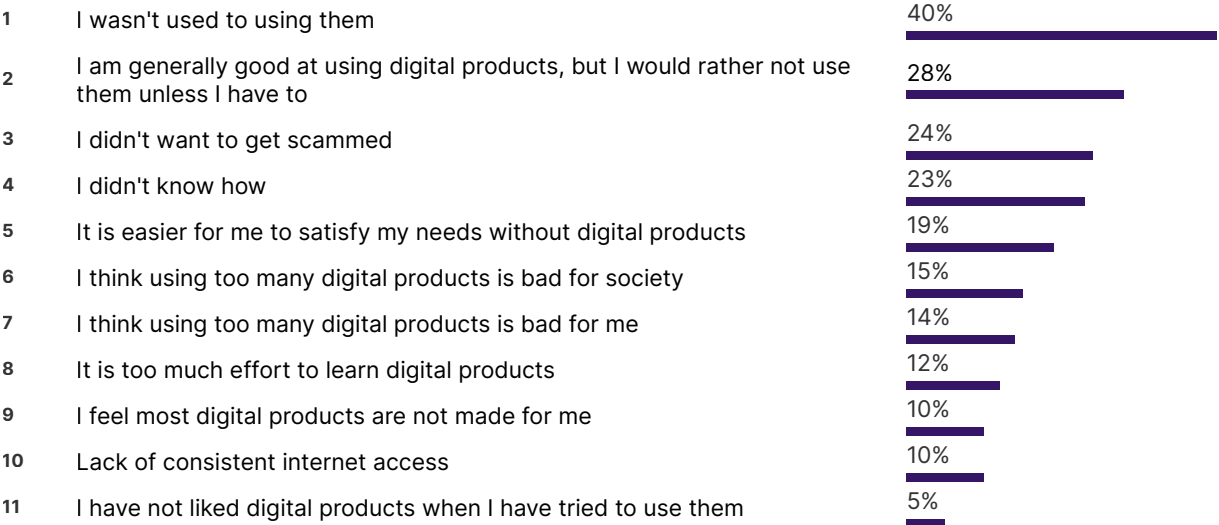 1 I wasn't used to using them 40%
2 I am generally good at using digital products, but I would rather not use
them unless I have to 28%
3 I didn't want to get scammed 24%
4 I didn't know how 23%
5 It is easier for me to satisfy my needs without digital products 19%
6 I think using too many digital products is bad for society 15%
7 I think using too many digital products is bad for me 14%
8 It is too much effort to learn digital products 12%
9 I feel most digital products are not made for me 10%
10 Lack of consistent internet access 10%
11 I have not liked digital products when I have tried to use them 5%